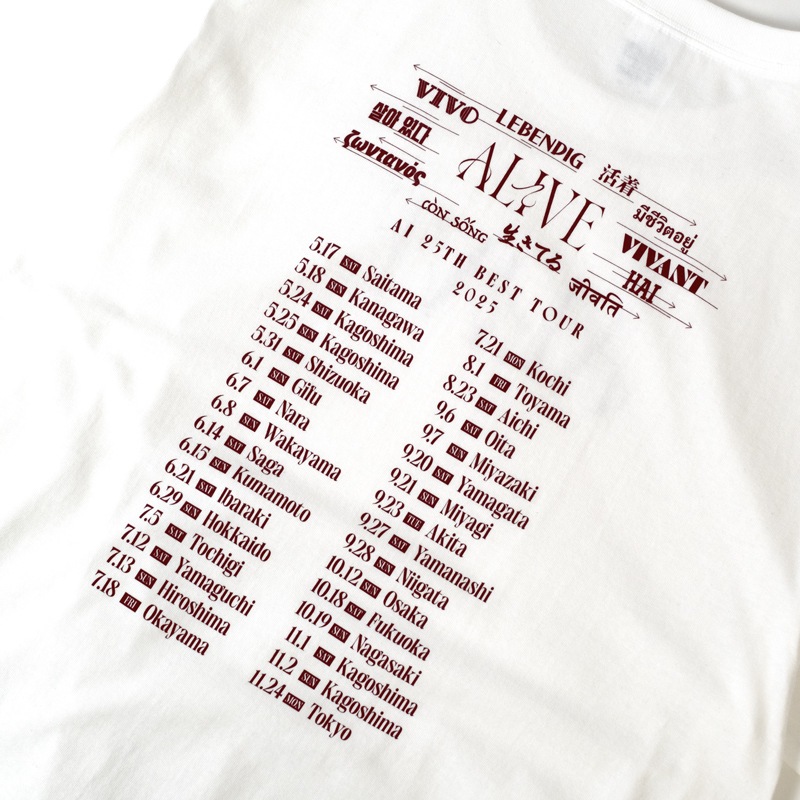 VIVO
LEBENDIG
살아 있다
ALIVE
活着
ζωντανός
มีชีวิตอยู่
CÒN SỐNG
生きてる
VIVANT
HAI
जीवति
AI 25TH BEST TOUR
2025
5.17 SAT Saitama
5.18 SUN Kanagawa
5.24 SAT Kagoshima
5.25 SUN Kagoshima
5.31 SAT Shizuoka
6.1 SUN Gifu
6.7 SAT Nara
6.8 SUN Wakayama
6.14 SAT Saga
6.15 SUN Kumamoto
6.21 SAT Ibaraki
6.29 SUN Hokkaido
7.5 SAT Tochigi
7.12 SAT Yamaguchi
7.13 SUN Hiroshima
7.18 FRI Okayama
7.21 MON Kochi
8.1 FRI Toyama
8.23 SAT Aichi
9.6 SAT Oita
9.7 SUN Miyazaki
9.20 SAT Yamagata
9.21 SUN Miyagi
9.23 TUE Akita
9.27 SAT Yamanashi
9.28 SUN Niigata
10.12 SUN Osaka
10.18 SAT Fukuoka
10.19 SUN Nagasaki
11.1 SAT Kagoshima
11.2 SUN Kagoshima
11.24 MON Tokyo